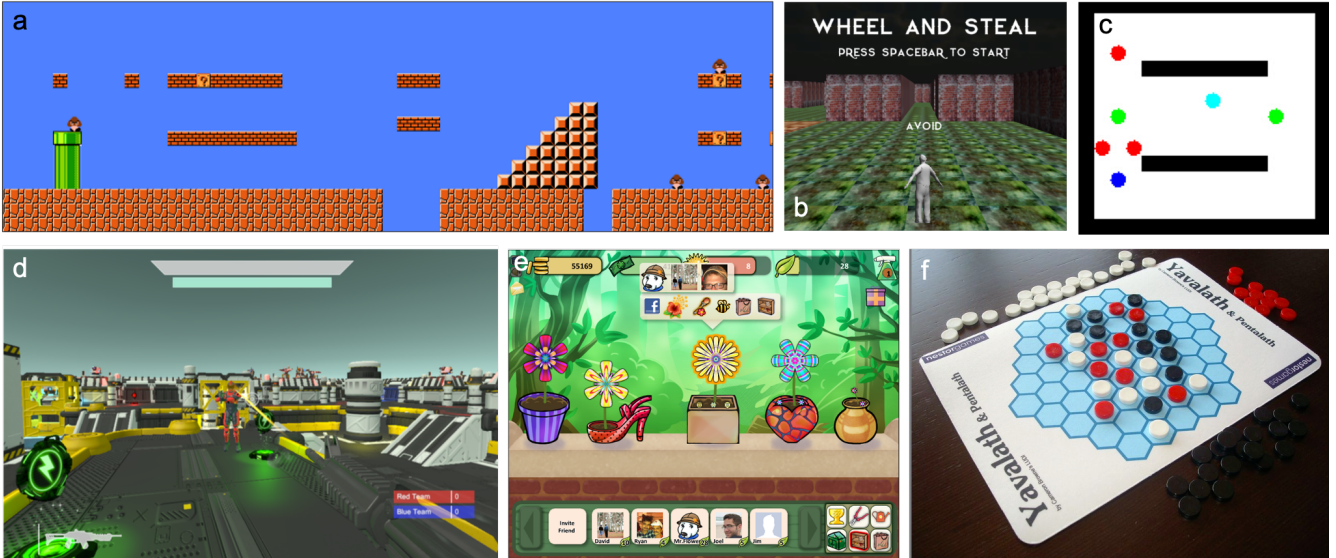 a
?
?
?
WHEEL AND STEAL
PRESS SPACEBAR TO START
AVOID
b
c
d
Red Team 0
Blue Team 0
e
55169
8
28
1
Invite
Friend
David
Ryan
Mr.Flower
Joel
Jim
f
Yavalath & Pentalath
nestorgames
nestorgames
Yavalath & Pentalath